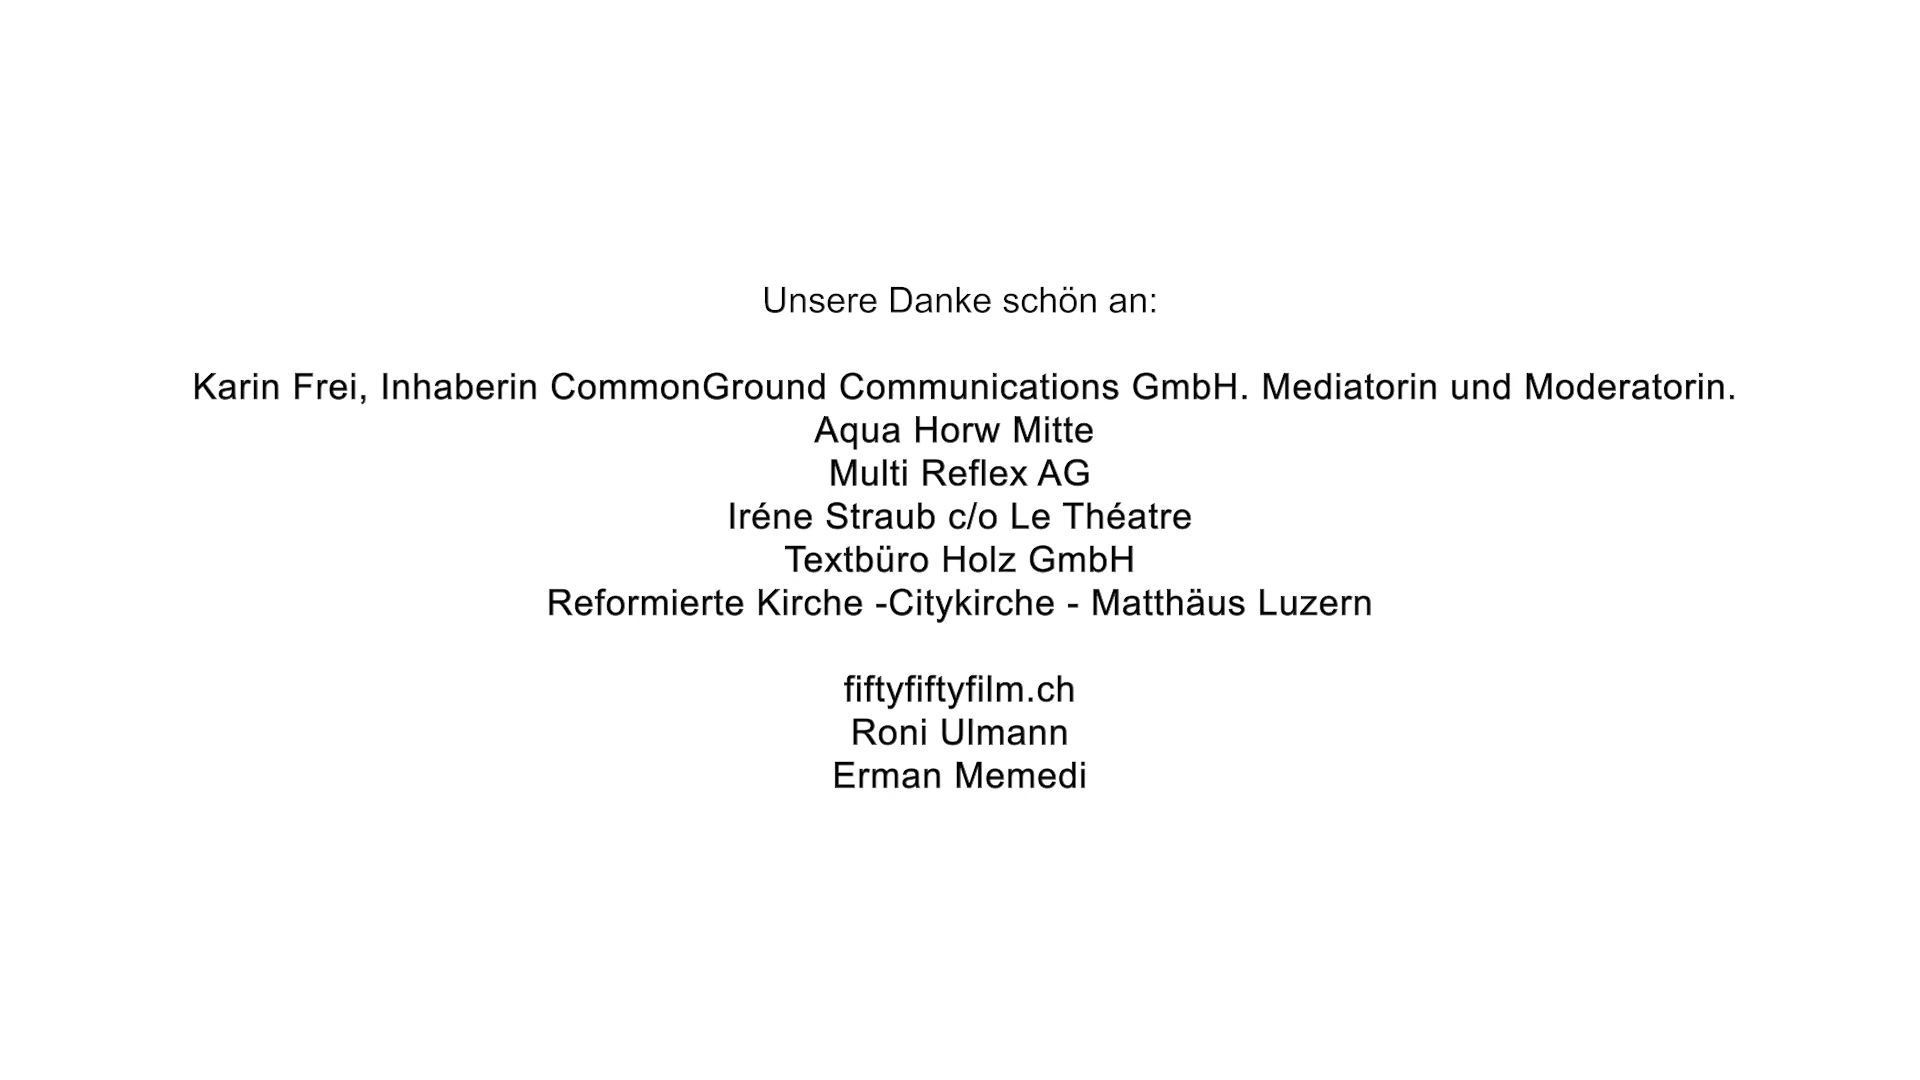 Unsere Danke schön an:
Karin Frei, Inhaberin CommonGround Communications GmbH. Mediatorin und Moderatorin.
Aqua Horw Mitte
Multi Reflex AG
Iréne Straub c/o Le Théatre
Textbüro Holz GmbH
Reformierte Kirche -Citykirche - Matthäus Luzern
fiftyfiftyfilm.ch
Roni Ulmann
Erman Memedi